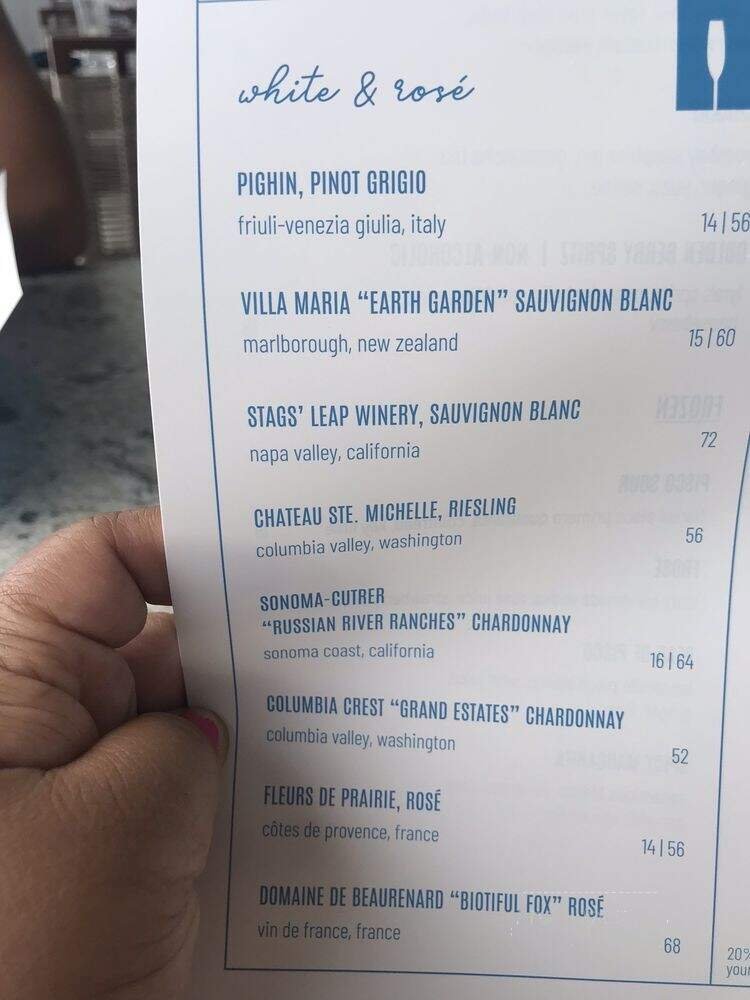 white & rosé
PIGHIN, PINOT GRIGIO
friuli-venezia giulia, italy
14 | 56
VILLA MARIA “EARTH GARDEN” SAUVIGNON BLANC
marlborough, new zealand
15 | 60
STAGS’ LEAP WINERY, SAUVIGNON BLANC
napa valley, california
72
CHATEAU STE. MICHELLE, RIESLING
columbia valley, washington
56
SONOMA-CUTRER
“RUSSIAN RIVER RANCHES” CHARDONNAY
sonoma coast, california
16 | 64
COLUMBIA CREST “GRAND ESTATES” CHARDONNAY
columbia valley, washington
52
FLEURS DE PRAIRIE, ROSÉ
côtes de provence, france
14 | 56
DOMAINE DE BEAURENARD “BIOTIFUL FOX” ROSÉ
vin de france, france
68
20%
your